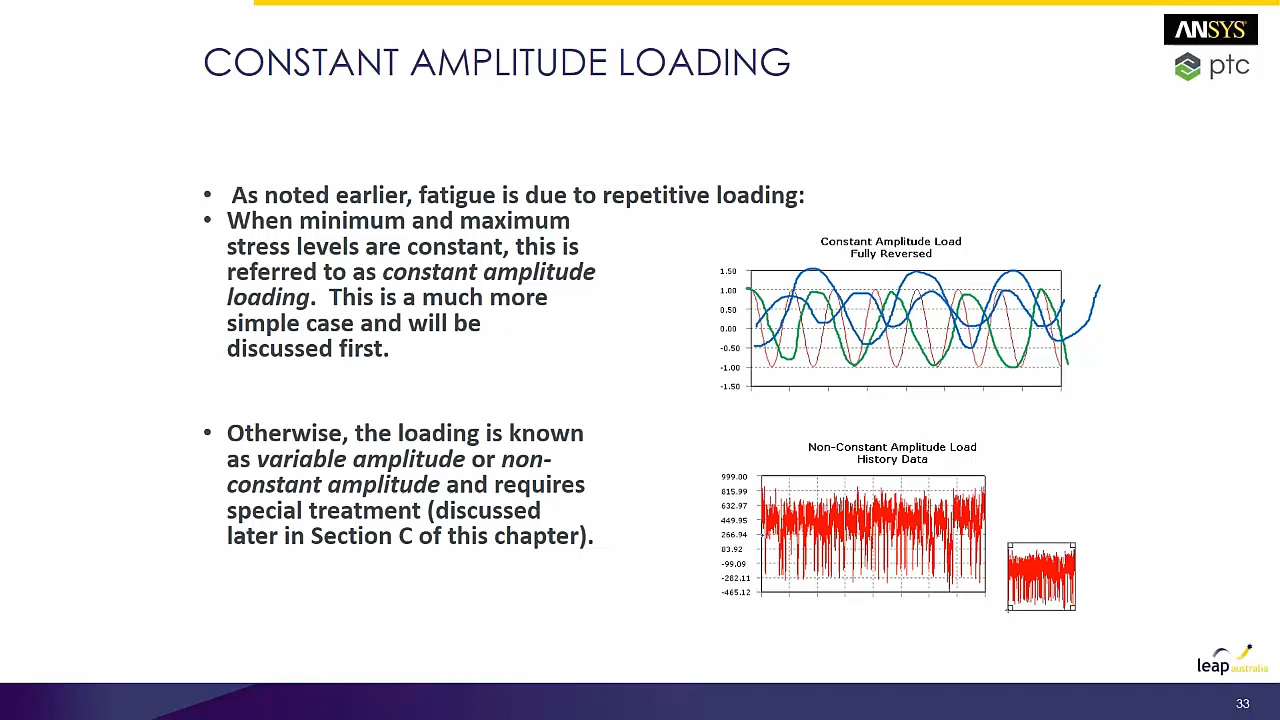 CONSTANT AMPLITUDE LOADING
ANSYS
ptc
• As noted earlier, fatigue is due to repetitive loading:
• When minimum and maximum
stress levels are constant, this is
referred to as constant amplitude
loading. This is a much more
simple case and will be
discussed first.
Constant Amplitude Load
Fully Reversed
1.50
1.00
0.50
0.00
-0.50
-1.00
-1.50
• Otherwise, the loading is known
as variable amplitude or non-
constant amplitude and requires
special treatment (discussed
later in Section C of this chapter).
Non-Constant Amplitude Load
History Data
999.00
815.99
632.97
449.95
266.94
83.92
-99.09
-282.11
-465.12
leap australia
33